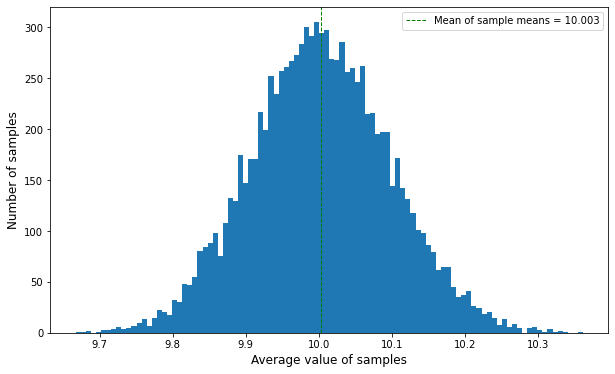 Mean of sample means = 10.003
Number of samples
300
250
200
150
100
50
0
9.7 9.8 9.9 10.0 10.1 10.2 10.3
Average value of samples